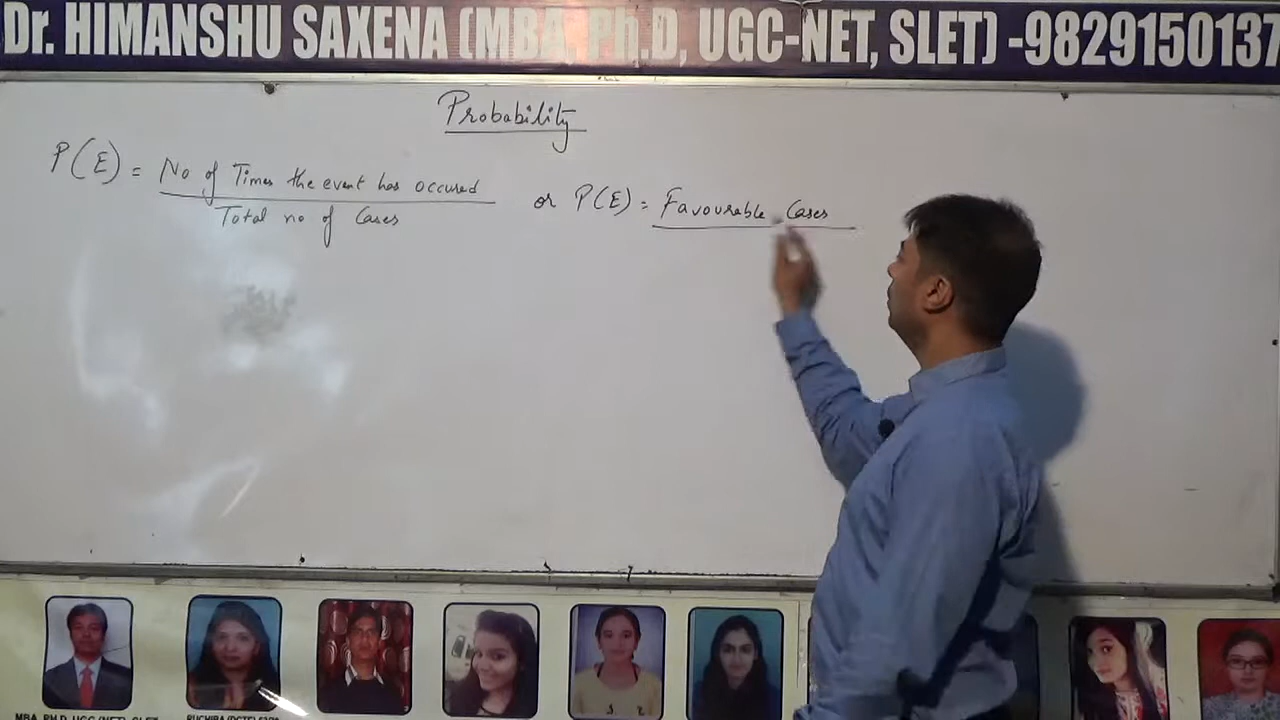 Dr. HIMANSHU SAXENA (MBA, Ph.D, UGC-NET, SLET) -9829150137
Probability
P(E) = No of Times the event has occured
Total no of Cases
or P(E) = Favourable Cases